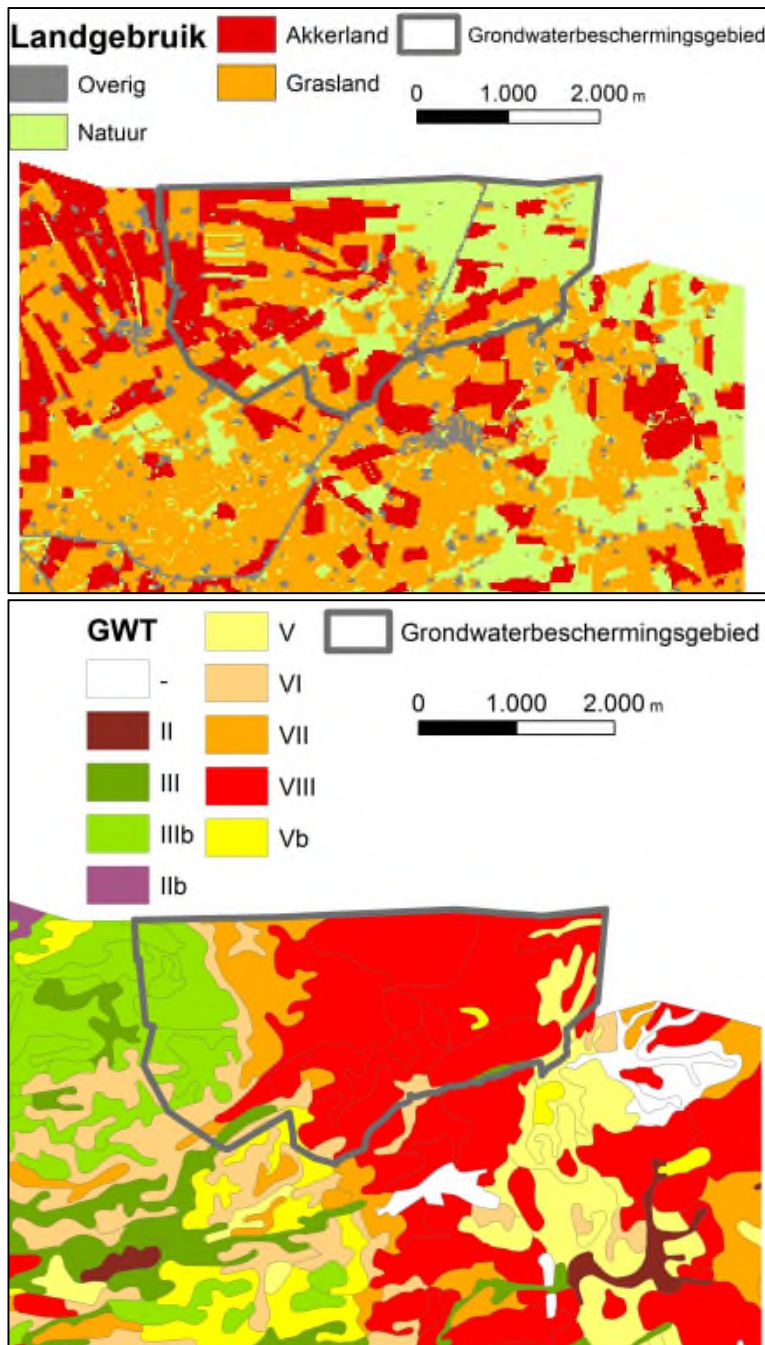 Landgebruik
Akkerland
Grondwaterbeschermingsgebied
Overig
Grasland
0 1.000 2.000 m
Natuur
GWT
V
Grondwaterbeschermingsgebied
-
VI
0 2.000 m
1.000
II
VII
III
VIII
IIIb
Vb
IIb